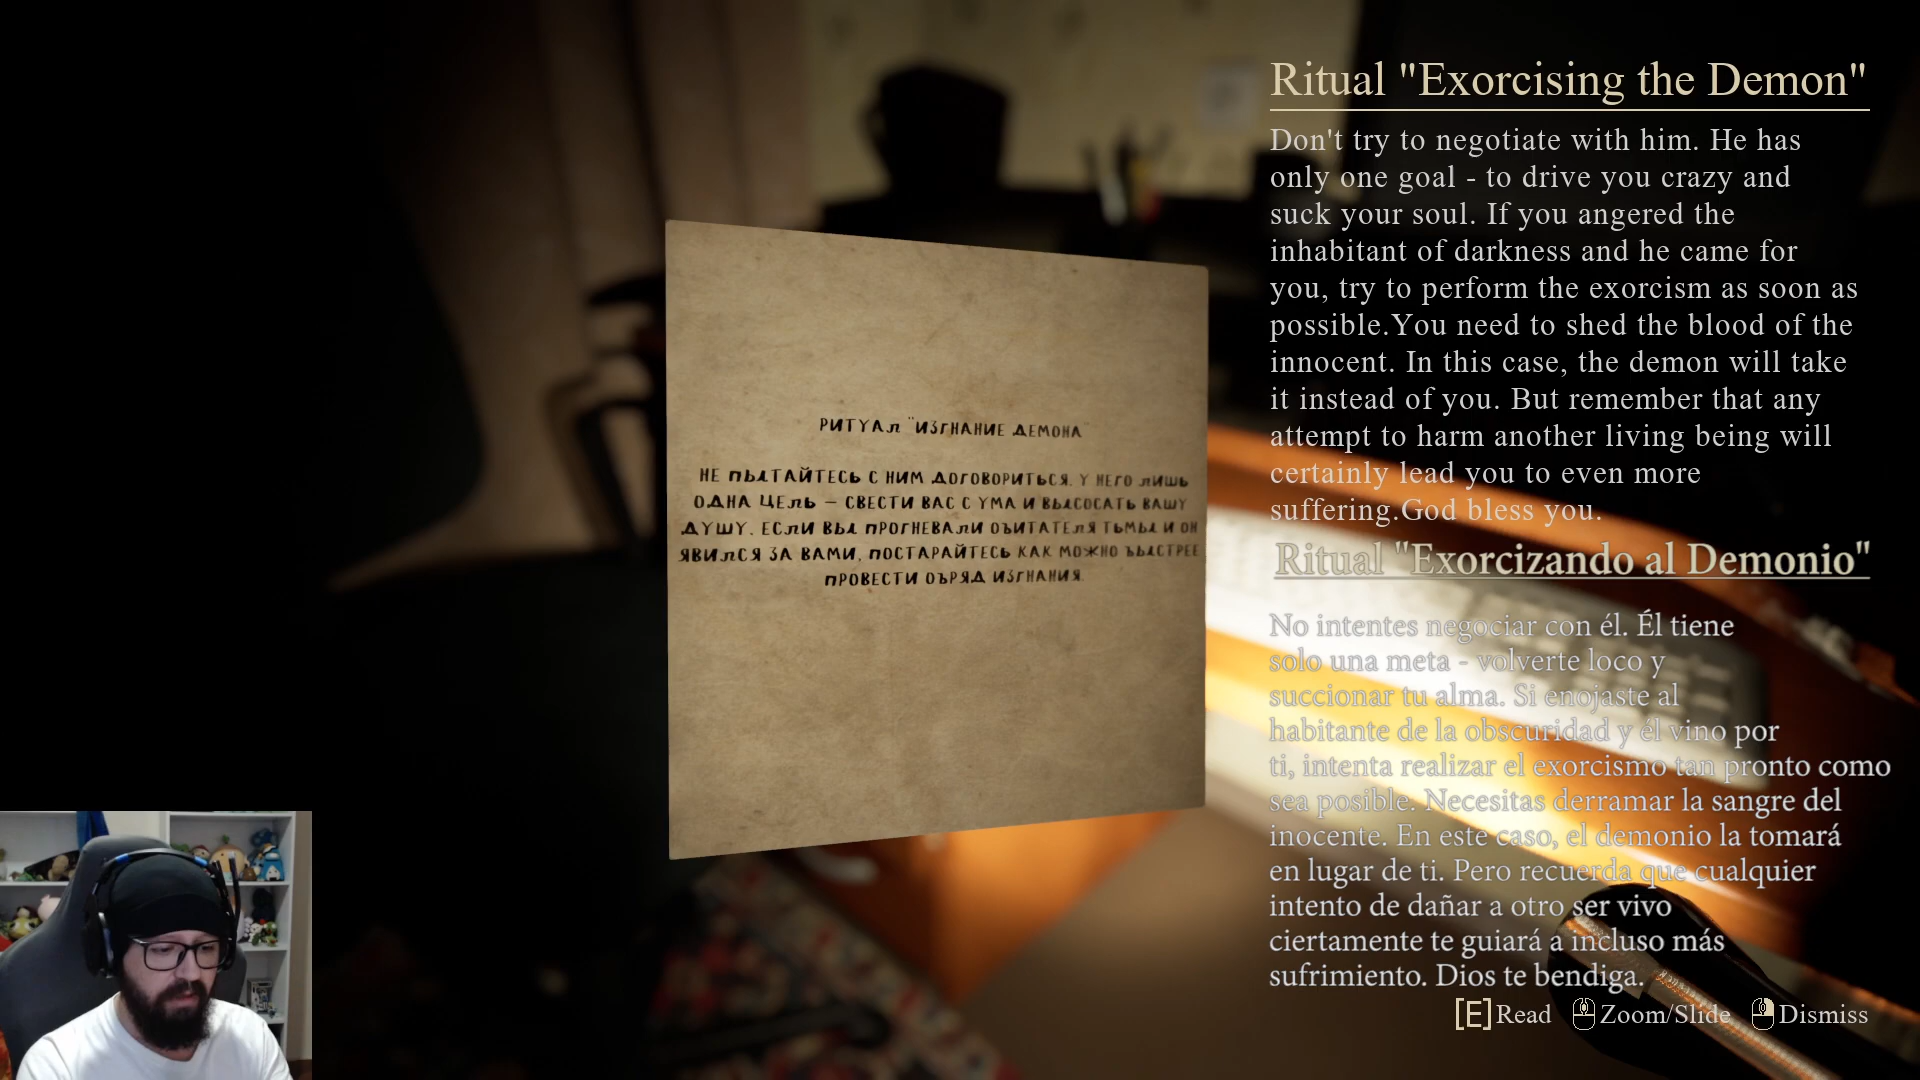 Ritual "Exorcising the Demon"
Don't try to negotiate with him. He has
only one goal - to drive you crazy and
suck your soul. If you angered the
inhabitant of darkness and he came for
you, try to perform the exorcism as soon as
possible.You need to shed the blood of the
innocent. In this case, the demon will take
it instead of you. But remember that any
attempt to harm another living being will
certainly lead you to even more
suffering.God bless you.
РИТУАЛ "ИЗГНАНИЕ ДЕМОНА"
НЕ ПЫТАЙТЕСЬ С НИМ ДОГОВОРИТЬСЯ. У НЕГО ЛИШЬ
ОДНА ЦЕЛЬ – СВЕСТИ ВАС С УМА И ВЫСОСАТЬ ВАШУ
ДУШУ. ЕСЛИ ВЫ ПРОГНЕВАЛИ ОБИТАТЕЛЯ ТЬМЫ И ОН
ЯВИЛСЯ ЗА ВАМИ, ПОСТАРАЙТЕСЬ КАК МОЖНО БЫСТРЕЕ
ПРОВЕСТИ ОБРЯД ИЗГНАНИЯ.
Ritual "Exorcizando al Demonio"
No intentes negociar con él. Él tiene
solo una meta - volverte loco y
succionar tu alma. Si enojaste al
habitante de la obscuridad y él vino por
ti, intenta realizar el exorcismo tan pronto como
sea posible. Necesitas derramar la sangre del
inocente. En este caso, el demonio la tomará
en lugar de ti. Pero recuerda que cualquier
intento de dañar a otro ser vivo
ciertamente te guiará a incluso más
sufrimiento. Dios te bendiga.
[E] Read Zoom/Slide Dismiss